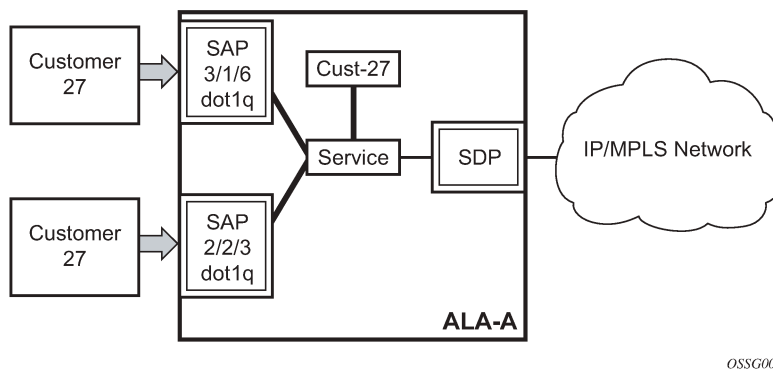 Customer
27
SAP
3/1/6
dot1q
Cust-27
Service
SDP
IP/MPLS Network
Customer
27
SAP
2/2/3
dot1q
ALA-A